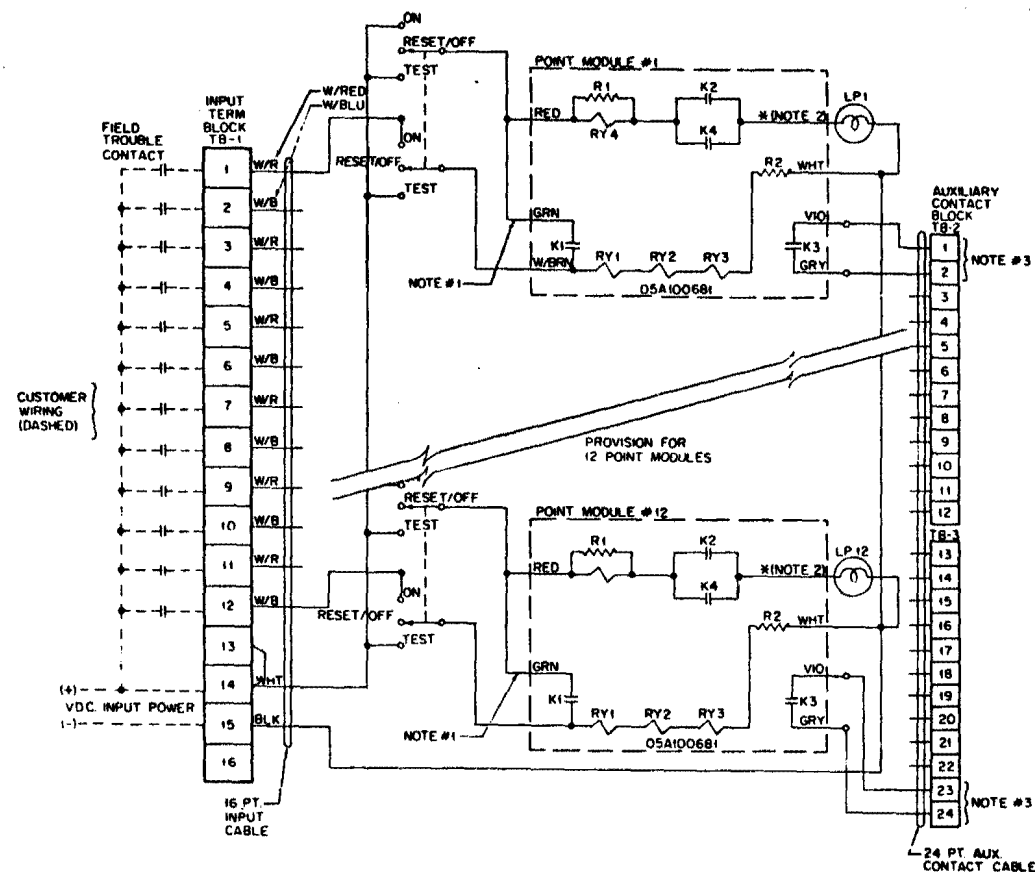 ON
RESET/OFF
TEST
W/RED
W/BLU
INPUT
TERM
BLOCK
TB-1
FIELD
TROUBLE
CONTACT
ON
RESET/OFF
TEST
POINT MODULE #1
RED
R1
RY4
K2
K4
*(NOTE 2)
LP1
R2
WHT
GRN
K1
W/BRN
RY1
RY2
RY3
VIO
K3
GRY
05A100681
NOTE #1
AUXILIARY
CONTACT
BLOCK
TB-2
1
2
NOTE #3
3
4
5
6
7
8
9
10
11
12
TB-3
13
14
15
16
17
18
19
20
21
22
23
24
NOTE #3
24 PT. AUX.
CONTACT CABLE
1 W/R
2 W/B
3 W/R
4 W/B
5 W/R
6 W/B
7 W/R
8 W/B
9 W/R
10 W/B
11 W/R
12 W/B
13
14 WHT
15 BLK
16
CUSTOMER
WIRING
(DASHED)
(+)
V.D.C. INPUT POWER
(-)
16 PT.
INPUT
CABLE
PROVISION FOR
12 POINT MODULES
RESET/OFF
TEST
ON
RESET/OFF
TEST
POINT MODULE #12
RED
R1
K2
K4
*(NOTE 2)
LP 12
R2
WHT
GRN
K1
RY1
RY2
RY3
VIO
K3
GRY
05A100681
NOTE #1